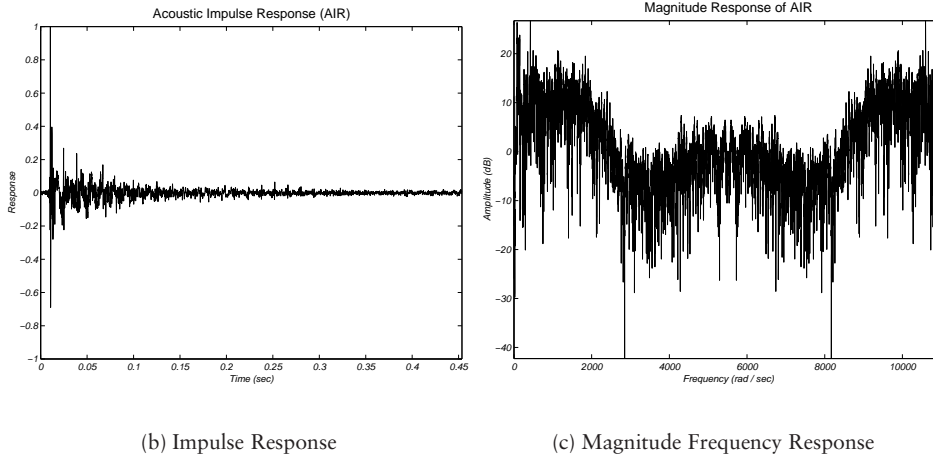 Acoustic Impulse Response (AIR)
1
0.8
0.6
0.4
0.2
0
−0.2
−0.4
−0.6
−0.8
−1
Response
0 0.05 0.1 0.15 0.2 0.25 0.3 0.35 0.4 0.45
Time (sec)
(b) Impulse Response
Magnitude Response of AIR
20
10
0
−10
−20
−30
−40
Amplitude (dB)
0 2000 4000 6000 8000 10000
Frequency (rad / sec)
(c) Magnitude Frequency Response